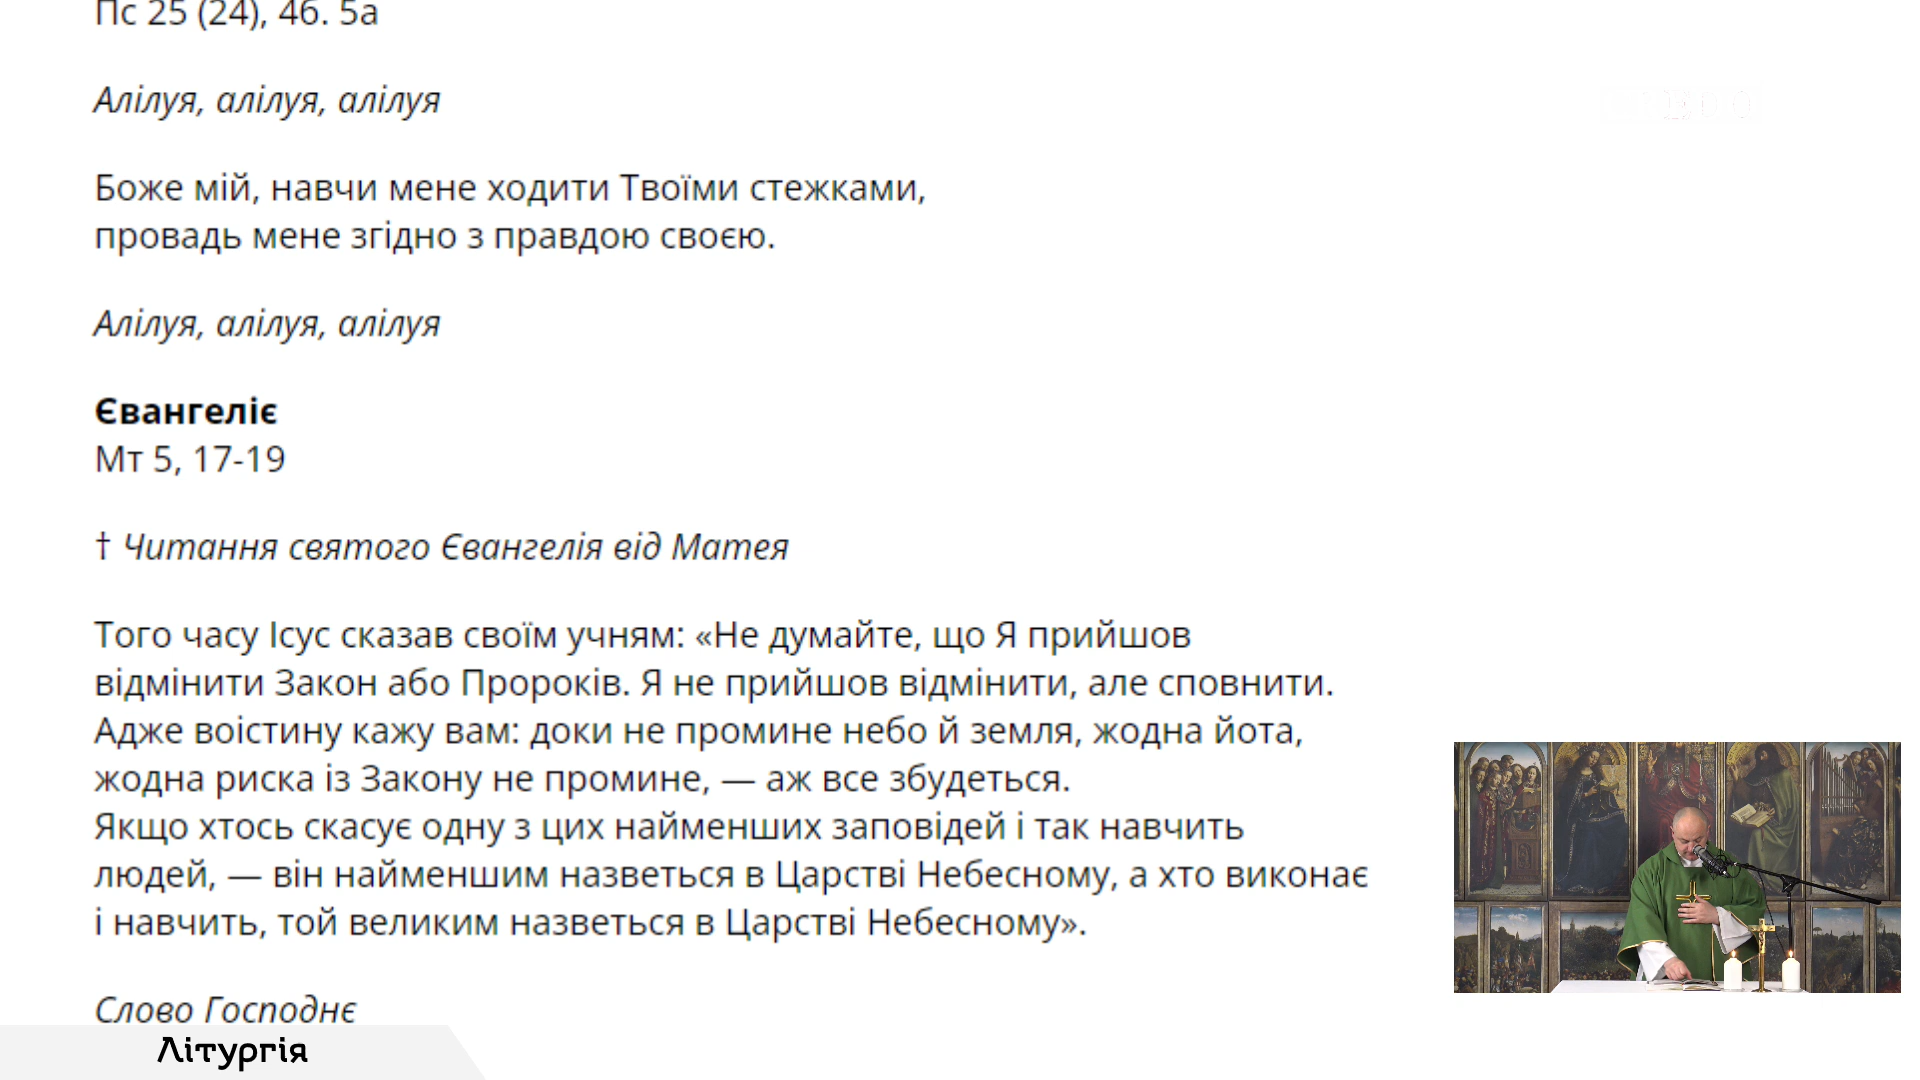 Пс 25 (24), 4б. 5а
Алілуя, алілуя, алілуя
Боже мій, навчи мене ходити Твоїми стежками,
провадь мене згідно з правдою своєю.
Алілуя, алілуя, алілуя
Євангеліє
Мт 5, 17-19
† Читання святого Євангелія від Матея
Того часу Ісус сказав своїм учням: «Не думайте, що Я прийшов
відмінити Закон або Пророків. Я не прийшов відмінити, але сповнити.
Адже воістину кажу вам: доки не промине небо й земля, жодна йота,
жодна риска із Закону не промине, — аж все збудеться.
Якщо хтось скасує одну з цих найменших заповідей і так навчить
людей, — він найменшим назветься в Царстві Небесному, а хто виконає
і навчить, той великим назветься в Царстві Небесному».
Слово Господнє
Літургія